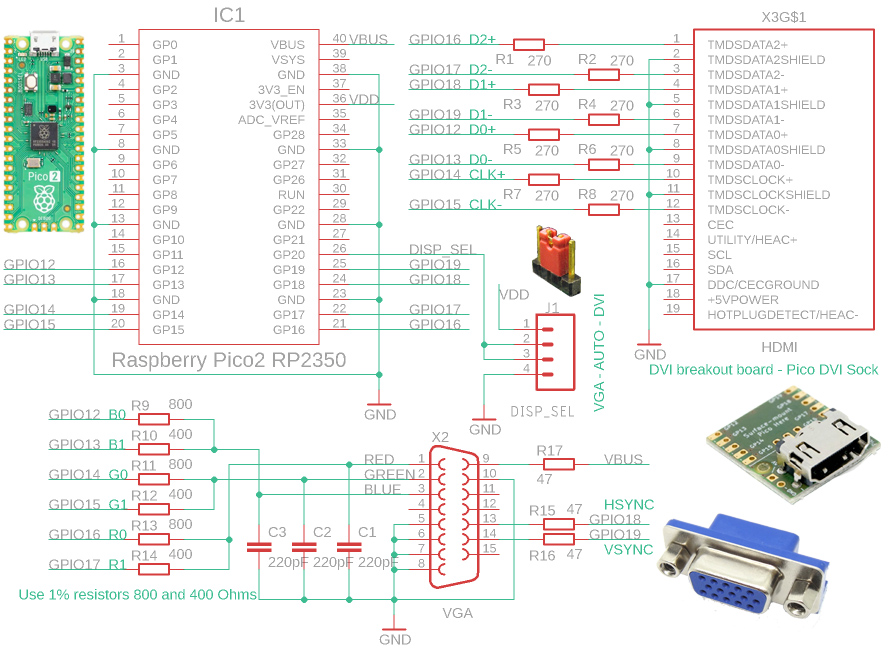 IC1
1 GP0
2 GP1
3 GND
4 GP2
5 GP3
6 GP4
7 GP5
8 GND
9 GP6
10 GP7
11 GP8
12 GP9
13 GND
14 GP10
15 GP11
GPIO12 16 GP12
GPIO13 17 GP13
18 GND
GPIO14 19 GP14
GPIO15 20 GP15
VBUS 40 VBUS
VSYS 39
GND 38
3V3_EN 37
3V3(OUT) 36 VDD
ADC_VREF 35
GP28 34
GND 33
GP27 32
GP26 31
RUN 30
GP22 29
GND 28
GP21 27
GP20 26 DISP_SEL
GP19 25 GPIO19
GP18 24 GPIO18
GND 23
GP17 22 GPIO17
GP16 21 GPIO16
Raspberry Pico2 RP2350
GND
Pico 2
GPIO16 D2+
R1 270
GPIO17 D2-
R2 270
GPIO18 D1+
R3 270
GPIO19 D1-
R4 270
GPIO12 D0+
R5 270
GPIO13 D0-
R6 270
GPIO14 CLK+
R7 270
GPIO15 CLK-
R8 270
X3G$1
1 TMDSDATA2+
2 TMDSDATA2SHIELD
3 TMDSDATA2-
4 TMDSDATA1+
5 TMDSDATA1SHIELD
6 TMDSDATA1-
7 TMDSDATA0+
8 TMDSDATA0SHIELD
9 TMDSDATA0-
10 TMDSCLOCK+
11 TMDSCLOCKSHIELD
12 TMDSCLOCK-
13 CEC
14 UTILITY/HEAC+
15 SCL
16 SDA
17 DDC/CECGROUND
18 +5VPOWER
19 HOTPLUGDETECT/HEAC-
GND
HDMI
DVI breakout board - Pico DVI Sock
VDD
J1
1
2
3
4
DISP_SEL
GND
VGA - AUTO - DVI
GPIO12 B0 R9 800
GPIO13 B1 R10 400
GPIO14 G0 R11 800
GPIO15 G1 R12 400
GPIO16 R0 R13 800
GPIO17 R1 R14 400
Use 1% resistors 800 and 400 Ohms
C3
220pF
C2
220pF
C1
220pF
X2
RED 1
GREEN 2
BLUE 3
4
5
6
7
8
9
10
11
12
13
14
15
VGA
GND
R17
47
VBUS
HSYNC
R15 47 GPIO18
GPIO19
R16 47 VSYNC
Surface-mount
Pico Here